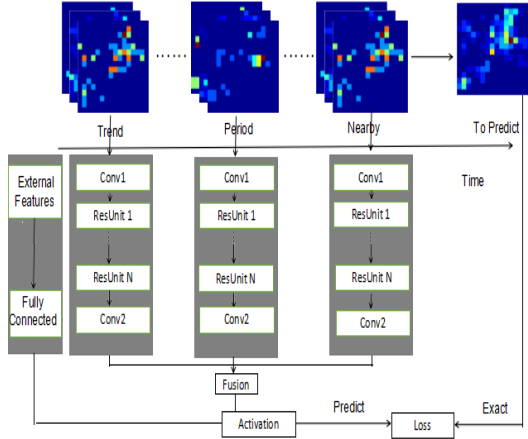 Trend
Period
Nearby
To Predict
Time
External
Features
Fully
Connected
Conv1
ResUnit 1
ResUnit N
Conv2
Conv1
ResUnit 1
ResUnit N
Conv2
Conv1
ResUnit 1
ResUnit N
Conv2
Fusion
Activation
Predict
Loss
Exact